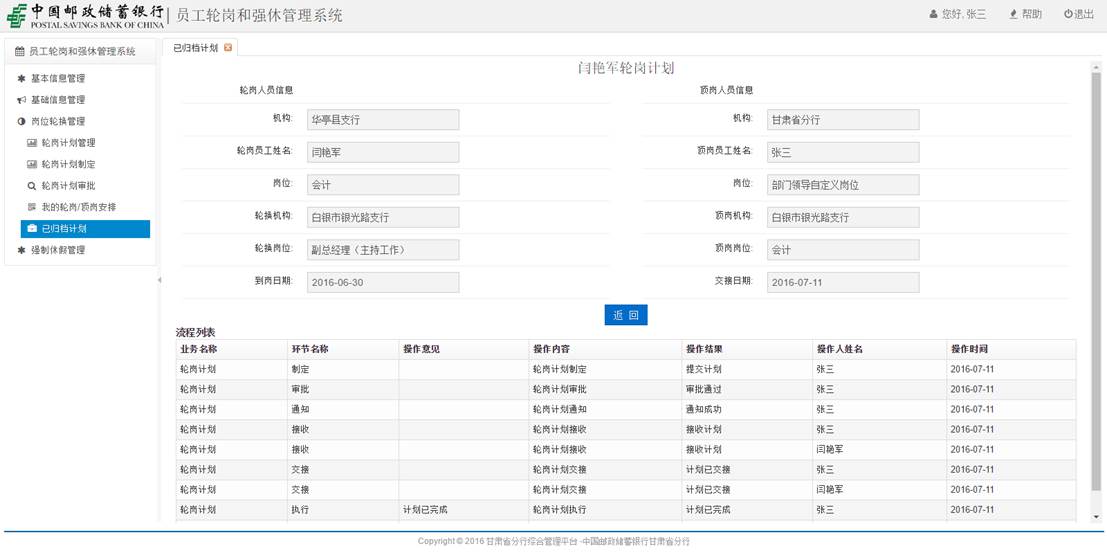 中国邮政储蓄银行 员工轮岗和强休管理系统 您好, 张三 帮助 退出
POSTAL SAVINGS BANK OF CHINA
员工轮岗和强休管理系统
基本信息管理
基础信息管理
岗位轮换管理
轮岗计划管理
轮岗计划制定
轮岗计划审批
我的轮岗/顶岗安排
已归档计划
强制休假管理
已归档计划
闫艳军轮岗计划
轮岗人员信息 顶岗人员信息
机构: 华亭县支行 机构: 甘肃省分行
轮岗员工姓名: 闫艳军 顶岗员工姓名: 张三
岗位: 会计 岗位: 部门领导自定义岗位
轮换机构: 白银市银光路支行 顶岗机构: 白银市银光路支行
轮换岗位: 副总经理（主持工作） 顶岗岗位: 会计
到岗日期: 2016-06-30 交接日期: 2016-07-11
返 回
流程列表
业务名称 环节名称 操作意见 操作内容 操作结果 操作人姓名 操作时间
轮岗计划 制定 轮岗计划制定 提交计划 张三 2016-07-11
轮岗计划 审批 轮岗计划审批 审批通过 张三 2016-07-11
轮岗计划 通知 轮岗计划通知 通知成功 张三 2016-07-11
轮岗计划 接收 轮岗计划接收 接收计划 张三 2016-07-11
轮岗计划 接收 轮岗计划接收 接收计划 闫艳军 2016-07-11
轮岗计划 交接 轮岗计划交接 计划已交接 张三 2016-07-11
轮岗计划 交接 轮岗计划交接 计划已交接 闫艳军 2016-07-11
轮岗计划 执行 计划已完成 轮岗计划执行 计划已完成 张三 2016-07-11
Copyright © 2016 甘肃省分行综合管理平台 -中国邮政储蓄银行甘肃省分行